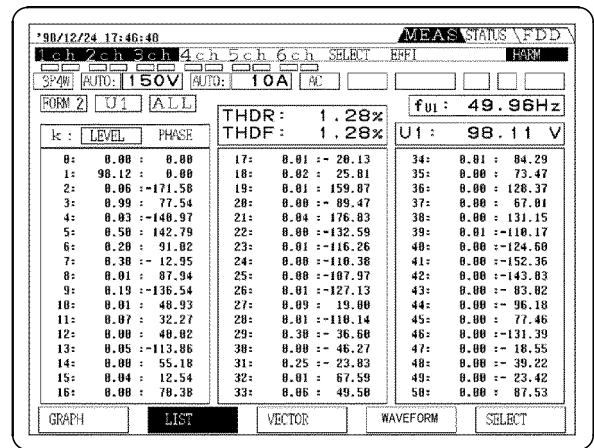 '98/12/24 17:46:48 MEAS STATUS FDD
1ch 2ch 3ch 4ch 5ch 6ch SELECT EFFI HARM
3P4W AUTO: 150V AUTO: 10A AC
FORM 2 U1 ALL
THDR: 1.28%
THDF: 1.28%
fU1: 49.96Hz
U1: 98.11 V
k: LEVEL PHASE
0: 0.00 : 0.00
1: 98.12 : 0.00
2: 0.06 :-171.58
3: 0.99 : 77.54
4: 0.03 :-140.97
5: 0.50 : 142.79
6: 0.20 : 91.02
7: 0.30 :- 12.95
8: 0.01 : 87.94
9: 0.19 :-136.54
10: 0.01 : 48.93
11: 0.07 : 32.27
12: 0.00 : 40.02
13: 0.05 :-113.86
14: 0.00 : 55.18
15: 0.04 : 12.54
16: 0.00 : 70.38
17: 0.01 :- 20.13
18: 0.02 : 25.81
19: 0.01 : 159.87
20: 0.00 :- 89.47
21: 0.04 : 176.83
22: 0.00 :-132.59
23: 0.01 :-116.26
24: 0.00 :-110.38
25: 0.00 :-107.97
26: 0.01 :-127.13
27: 0.09 : 19.00
28: 0.01 :-110.14
29: 0.30 :- 36.60
30: 0.00 :- 46.27
31: 0.25 :- 23.83
32: 0.01 : 67.59
33: 0.06 : 49.50
34: 0.01 : 84.29
35: 0.00 : 73.47
36: 0.00 : 128.37
37: 0.00 : 67.01
38: 0.00 : 131.15
39: 0.01 :-110.17
40: 0.00 :-124.60
41: 0.00 :-152.36
42: 0.00 :-143.03
43: 0.00 :- 83.02
44: 0.00 :- 96.18
45: 0.00 : 77.46
46: 0.00 :-131.39
47: 0.00 :- 18.55
48: 0.00 :- 39.22
49: 0.00 :- 23.42
50: 0.00 : 87.53
GRAPH LIST VECTOR WAVEFORM SELECT